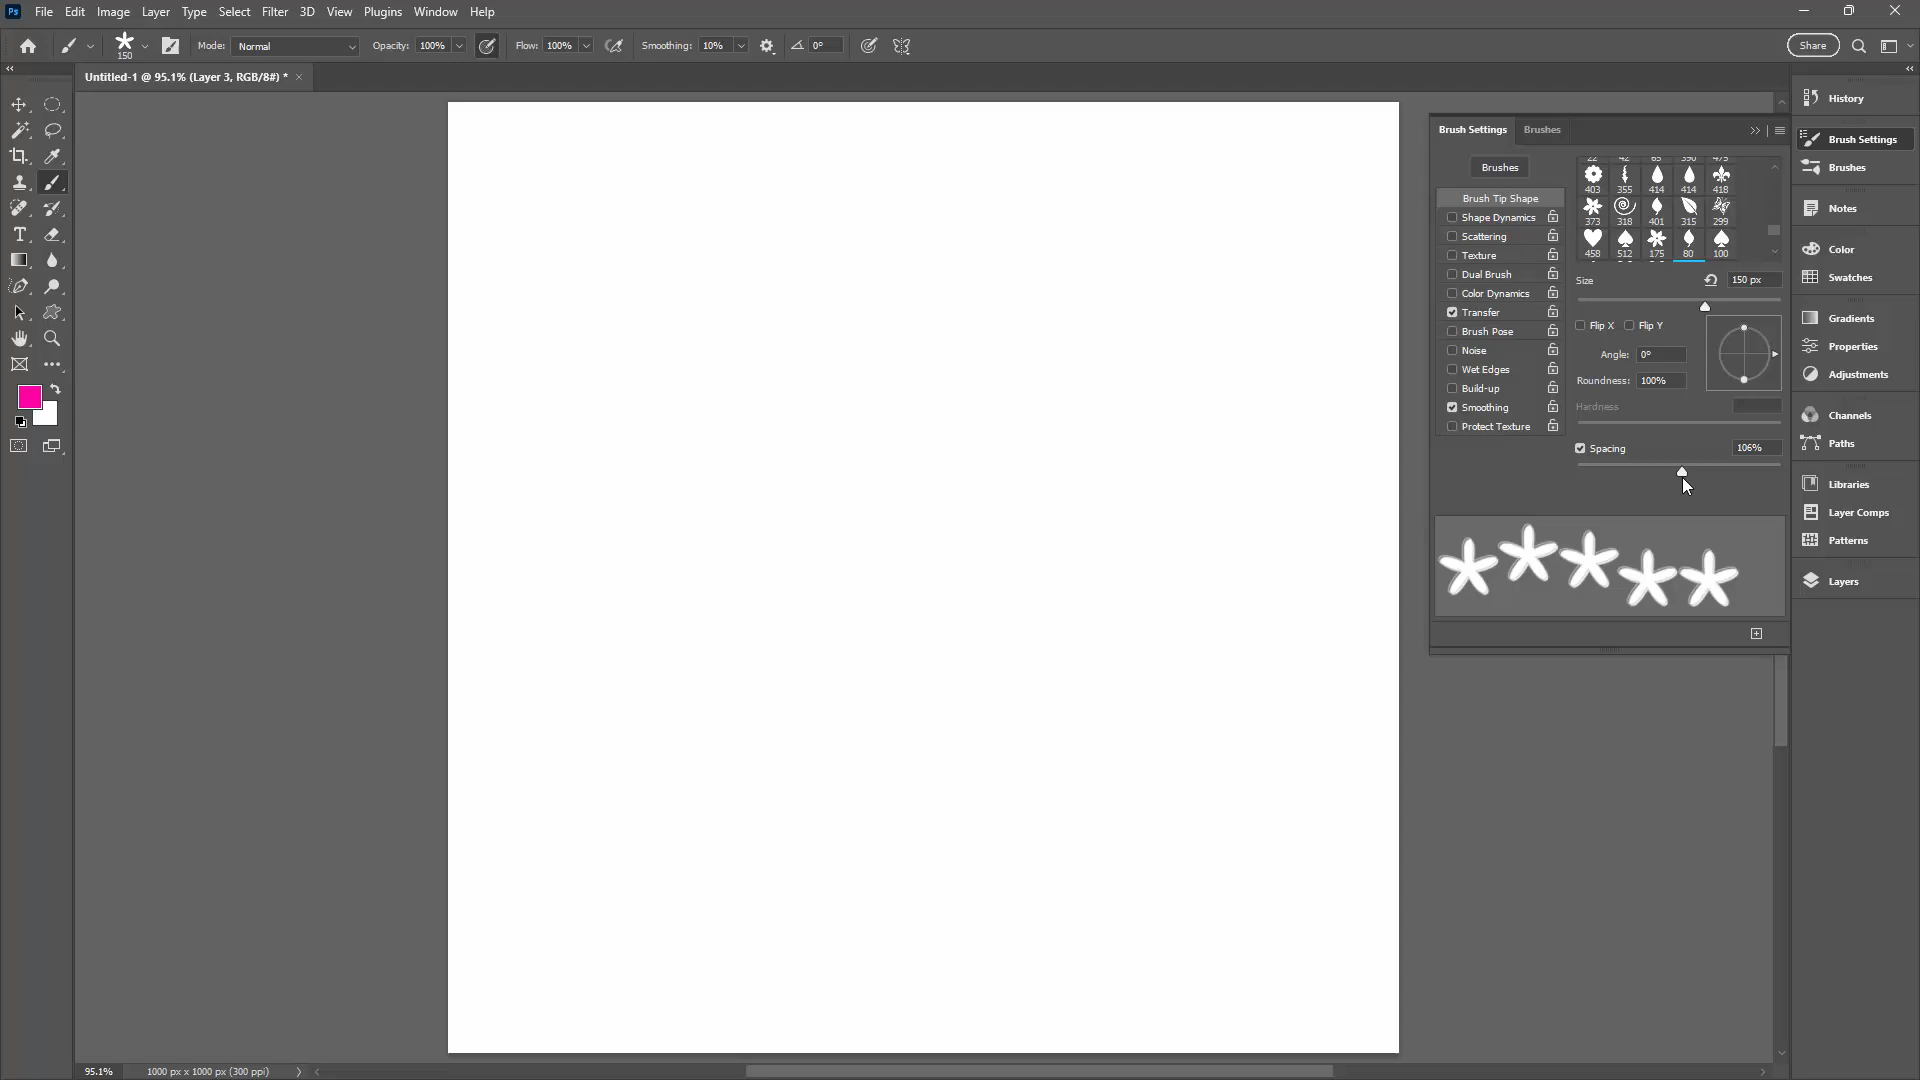 Ps File Edit Image Layer Type Select Filter 3D View Plugins Window Help
150 Mode: Normal Opacity: 100% Flow: 100% Smoothing: 10% 0° Share
Untitled-1 @ 95.1% (Layer 3, RGB/8#) * ×
T
Brush Settings Brushes
Brushes
Brush Tip Shape
Shape Dynamics
Scattering
Texture
Dual Brush
Color Dynamics
Transfer
Brush Pose
Noise
Wet Edges
Build-up
Smoothing
Protect Texture
22 42 65 390 475
403 355 414 414 418
373 318 401 315 299
458 512 175 80 100
Size 150 px
Flip X Flip Y
Angle: 0°
Roundness: 100%
Hardness
Spacing 106%
History
Brush Settings
Brushes
Notes
Color
Swatches
Gradients
Properties
Adjustments
Channels
Paths
Libraries
Layer Comps
Patterns
Layers
95.1% 1000 px x 1000 px (300 ppi)